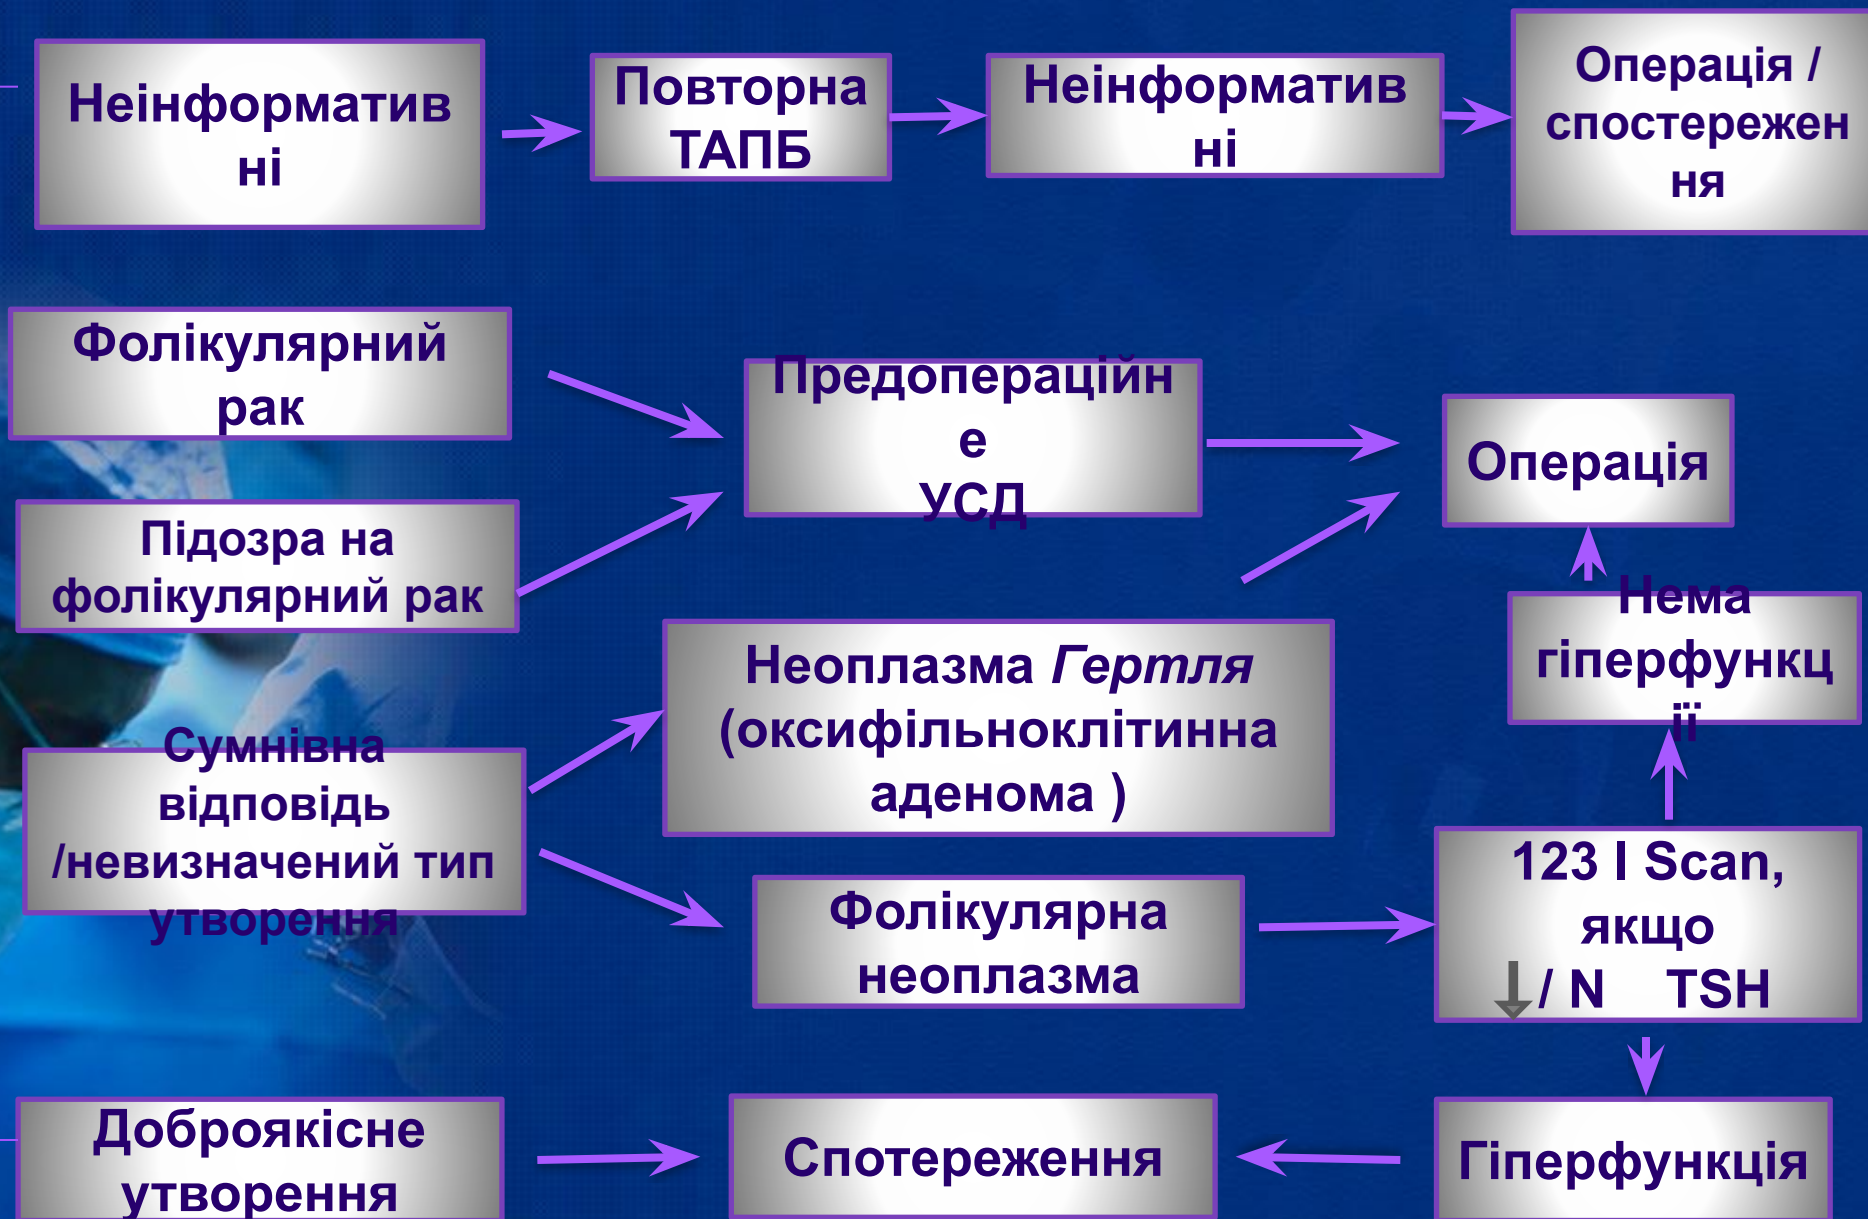 Неінформатив
ні
Повторна
ТАПБ
Неінформатив
ні
Операція /
спостережен
ня
Фолікулярний
рак
Предопераційн
е
УСД
Операція
Підозра на
фолікулярний рак
Нема
гіперфункц
ії
Неоплазма Гертля
(оксифільноклітинна
аденома )
Сумнівна
відповідь
/невизначений тип
утворення
Фолікулярна
неоплазма
123 I Scan,
якщо
↓/ N TSH
Доброякісне
утворення
Спотереження
Гіперфункція